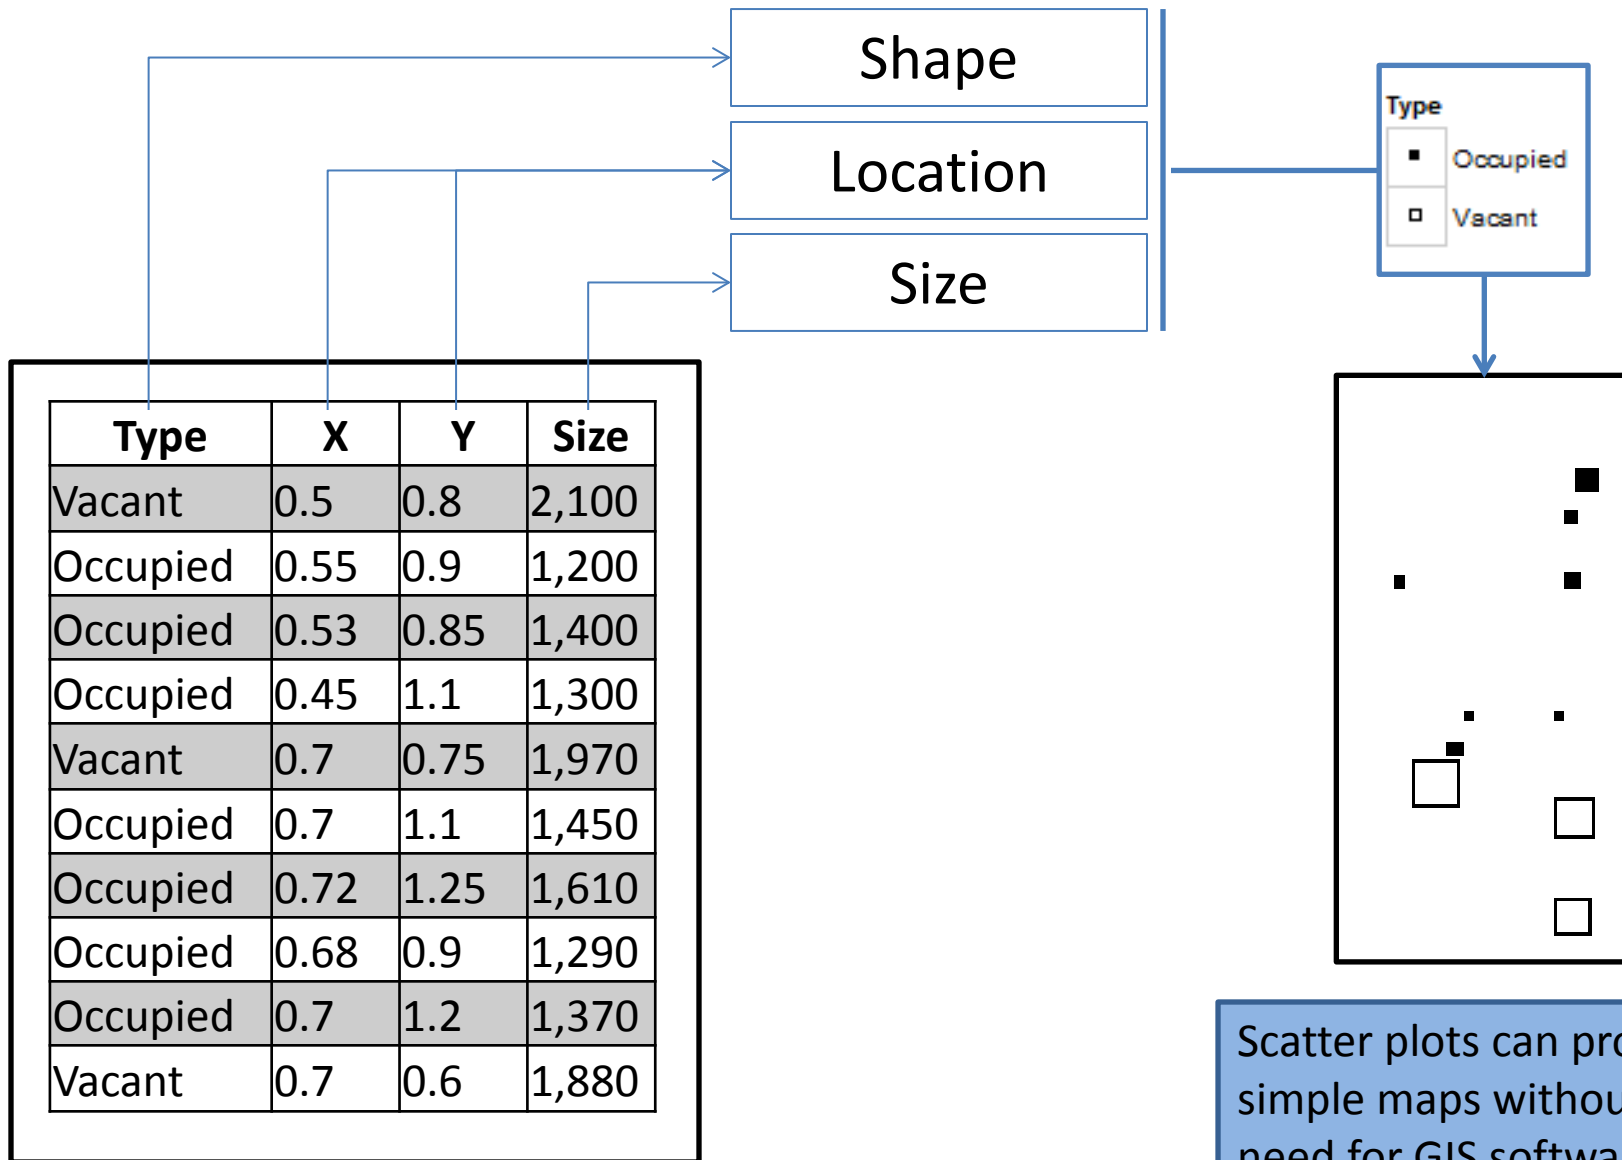 Shape
Location
Size
Type
Occupied
Vacant
Type X Y Size
Vacant 0.5 0.8 2,100
Occupied 0.55 0.9 1,200
Occupied 0.53 0.85 1,400
Occupied 0.45 1.1 1,300
Vacant 0.7 0.75 1,970
Occupied 0.7 1.1 1,450
Occupied 0.72 1.25 1,610
Occupied 0.68 0.9 1,290
Occupied 0.7 1.2 1,370
Vacant 0.7 0.6 1,880
Scatter plots can
simple maps
need for GIS